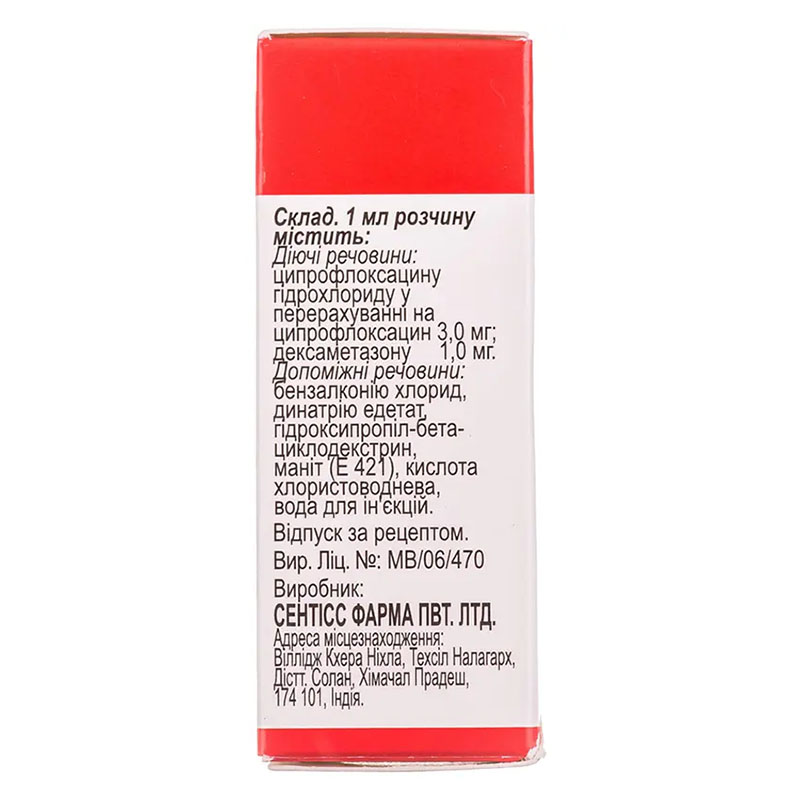 Склад. 1 мл розчину
містить:
Діючі речовини:
ципрофлоксацину
гідрохлориду у
перерахуванні на
ципрофлоксацин 3,0 мг;
дексаметазону 1,0 мг.
Допоміжні речовини:
бензалконію хлорид,
динатрію едетат,
гідроксипропіл-бета-
циклодекстрин,
маніт (Е 421), кислота
хлористоводнева,
вода для ін'єкцій.
Відпуск за рецептом.
Вир. Ліц. №: МВ/06/470
Виробник:
СЕНТІСС ФАРМА ПВТ. ЛТД.
Адреса місцезнаходження:
Віллідж Кхера Ніхла, Техсіл Налагарх,
Дістт. Солан, Хімачал Прадеш,
174 101, Індія.